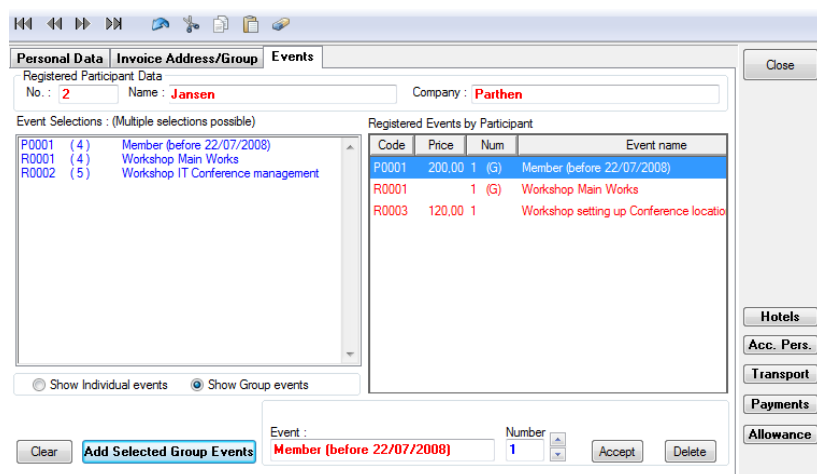 Personal Data Invoice Address/Group Events
Close
Registered Participant Data
No. : 2 Name : Jansen Company : Parthen
Event Selections : (Multiple selections possible)
P0001 (4) Member (before 22/07/2008)
R0001 (4) Workshop Main Works
R0002 (5) Workshop IT Conference management
Registered Events by Participant
Code Price Num Event name
P0001 200,00 1 (G) Member (before 22/07/2008)
R0001 1 (G) Workshop Main Works
R0003 120,00 1 Workshop setting up Conference locatio
Hotels
Acc. Pers.
Transport
Payments
Allowance
Show Individual events Show Group events
Event : Number
Clear Add Selected Group Events Member (before 22/07/2008) 1 Accept Delete